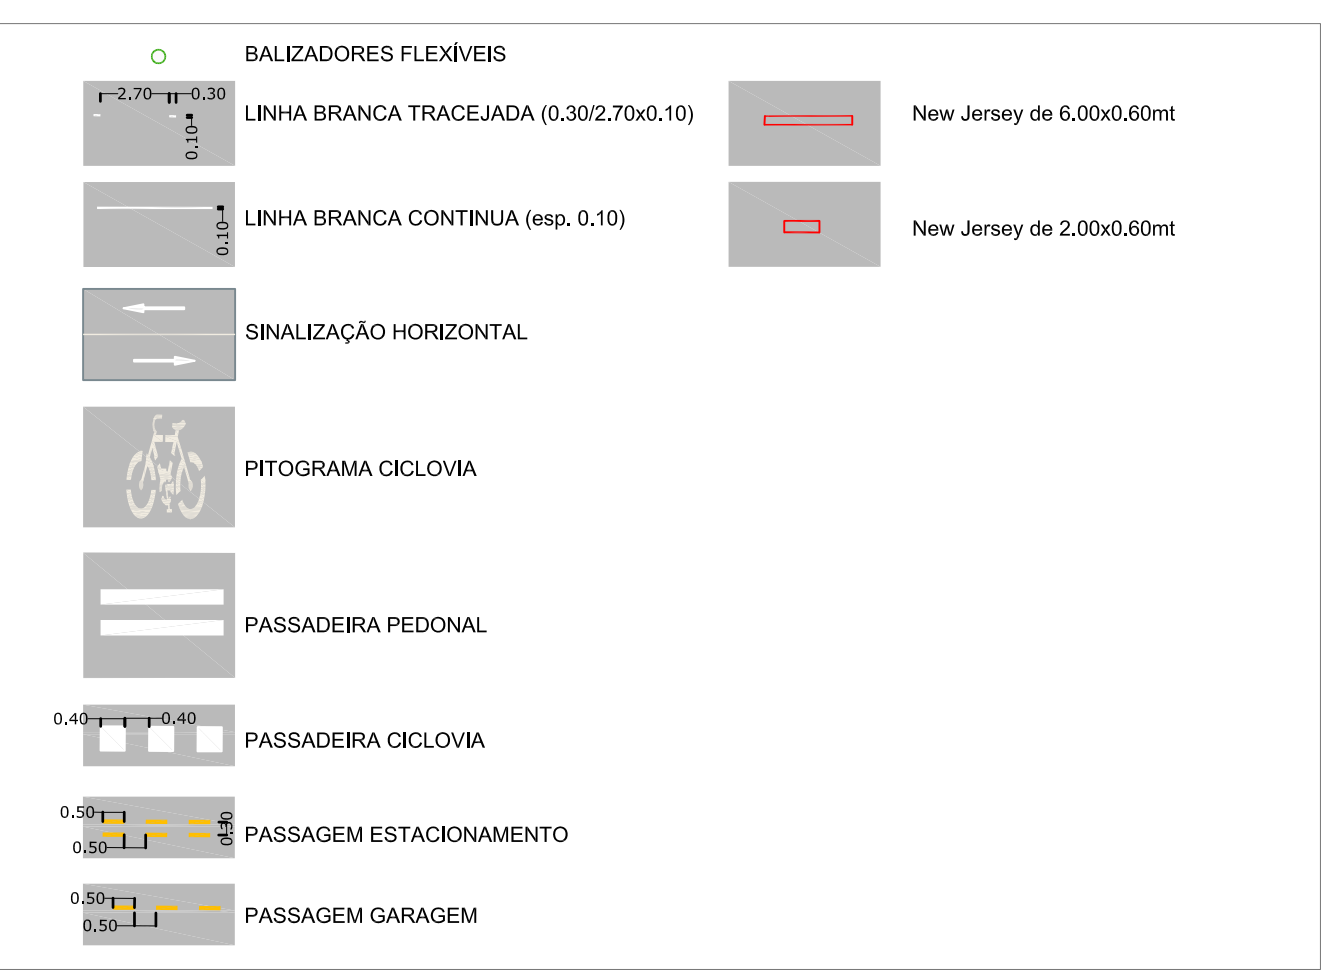 BALIZADORES FLEXÍVEIS
2.70 0.30
0.10
LINHA BRANCA TRACEJADA (0.30/2.70x0.10)
New Jersey de 6.00x0.60mt
0.10
LINHA BRANCA CONTINUA (esp. 0.10)
New Jersey de 2.00x0.60mt
SINALIZAÇÃO HORIZONTAL
PITOGRAMA CICLOVIA
PASSADEIRA PEDONAL
0.40 0.40
PASSADEIRA CICLOVIA
0.50
0.50
0.30
PASSAGEM ESTACIONAMENTO
0.50
0.50
PASSAGEM GARAGEM